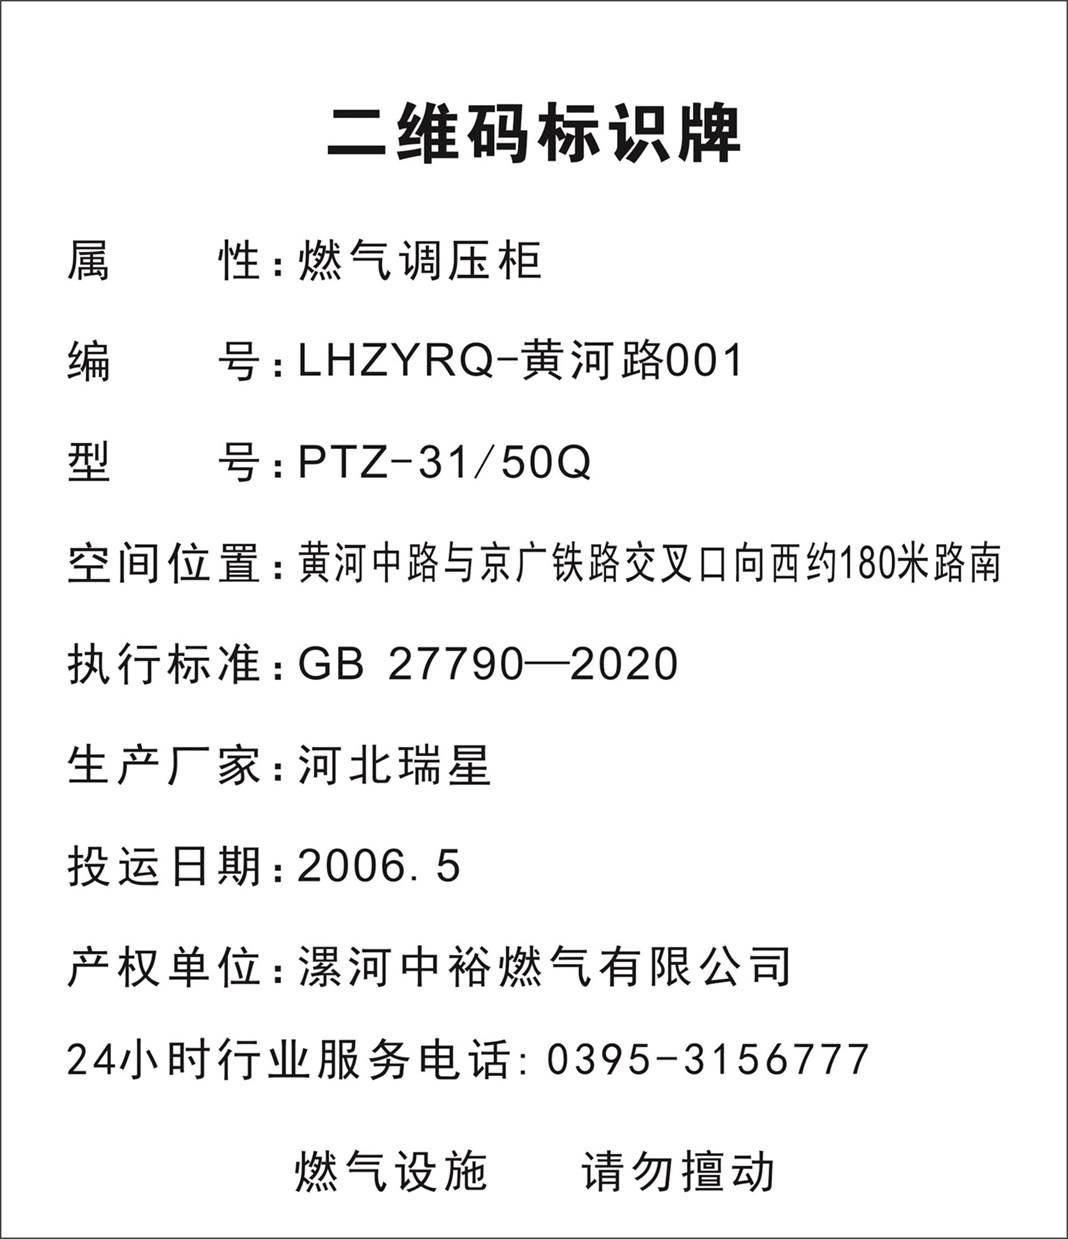 二维码标识牌
属 性:燃气调压柜
编 号:LHZYRQ-黄河路001
型 号:PTZ-31/50Q
空间位置:黄河中路与京广铁路交叉口向西约180米路南
执行标准:GB 27790—2020
生产厂家:河北瑞星
投运日期:2006.5
产权单位:漯河中裕燃气有限公司
24小时行业服务电话: 0395-3156777
燃气设施 请勿擅动